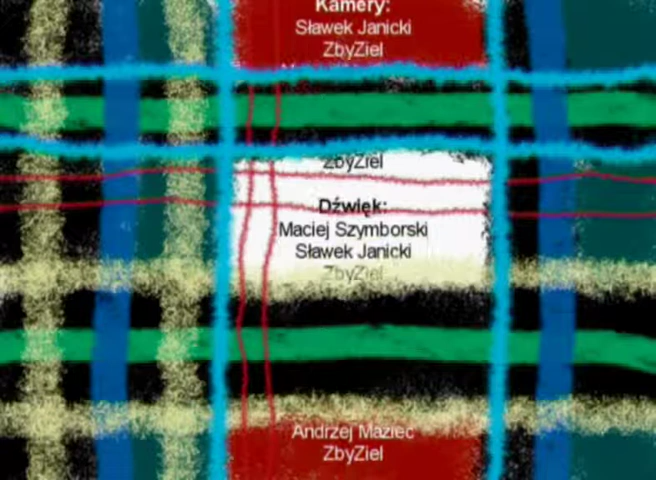 Kamery:
Sławek Janicki
ZbyZiel
ZbyZiel
Dźwięk:
Maciej Szymborski
Sławek Janicki
ZbyZiel
Andrzej Maziec
ZbyZiel